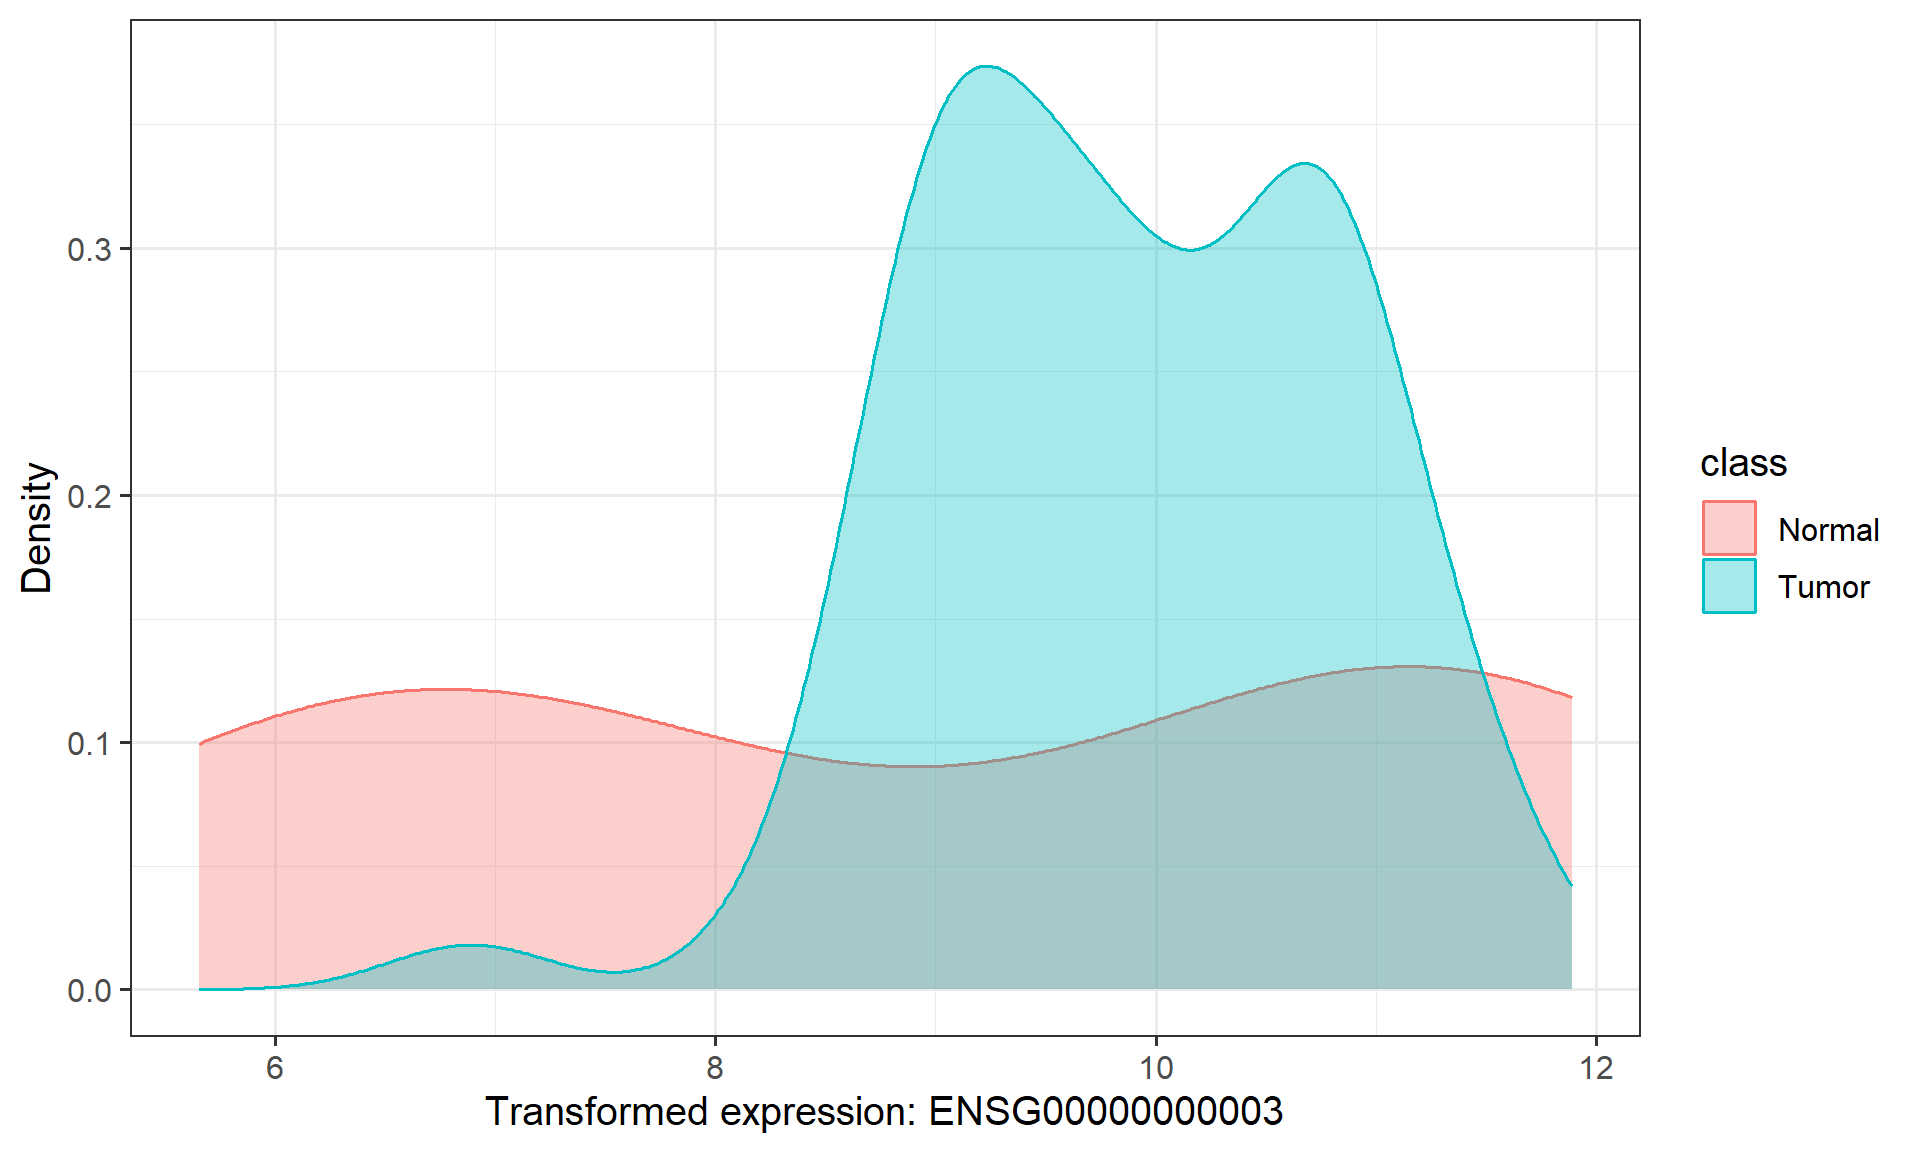 0.3
0.2
0.1
0.0
Density
6 8 10 12
Transformed expression: ENSG00000000003
class
Normal
Tumor